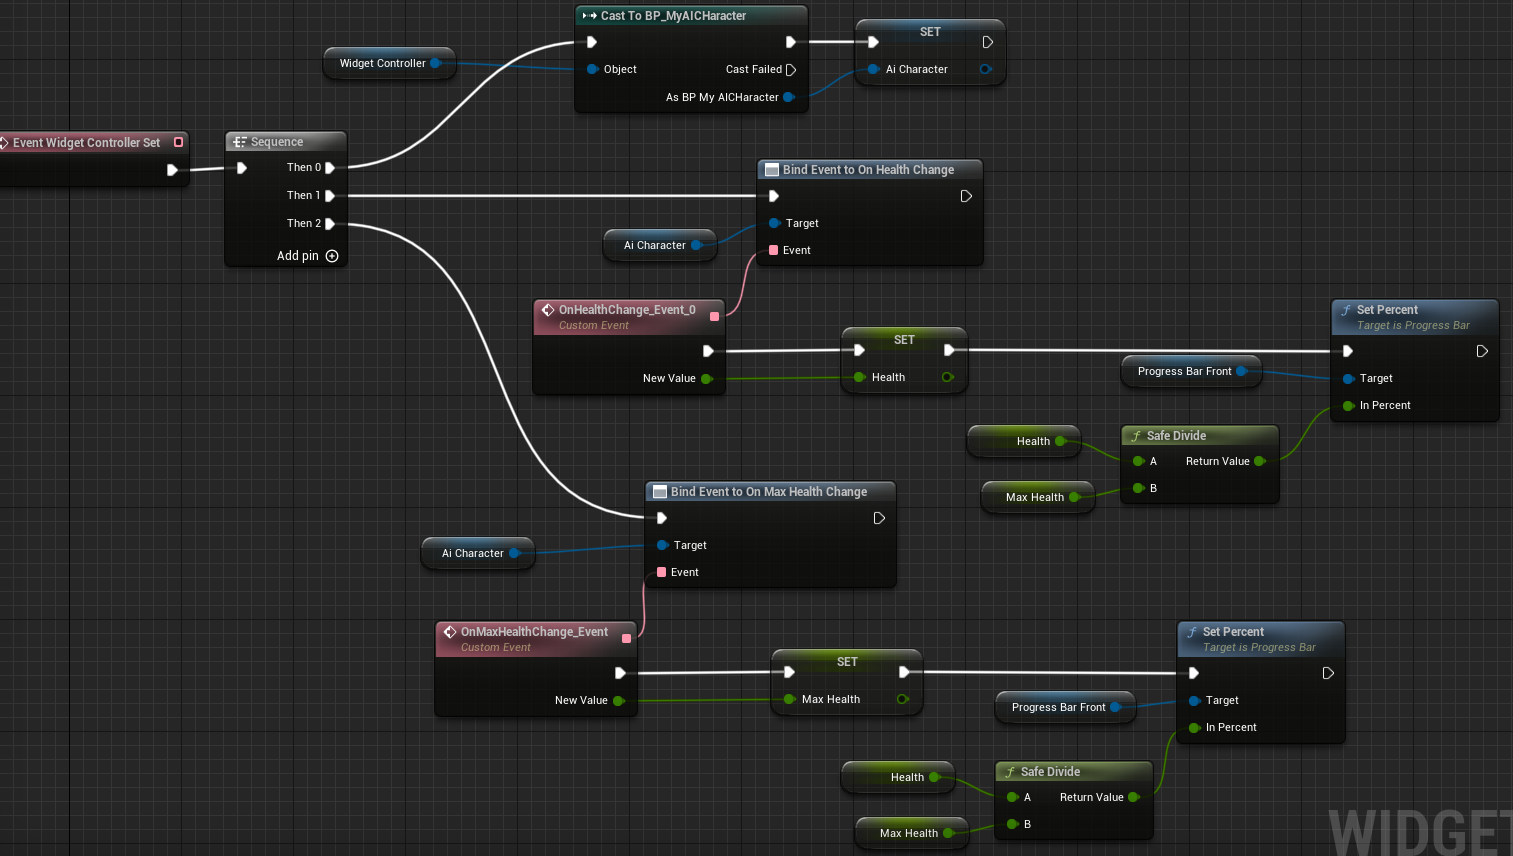 Cast To BP_MyAICHaracter
Widget Controller
Object
Cast Failed
As BP My AICHaracter
SET
Ai Character
Event Widget Controller Set
Sequence
Then 0
Then 1
Then 2
Add pin
Bind Event to On Health Change
Target
Event
Ai Character
OnHealthChange_Event_0
Custom Event
New Value
SET
Health
Set Percent
Target is Progress Bar
Progress Bar Front
Target
In Percent
Health
Max Health
Safe Divide
A
Return Value
B
Bind Event to On Max Health Change
Target
Event
Ai Character
OnMaxHealthChange_Event
Custom Event
New Value
SET
Max Health
Set Percent
Target is Progress Bar
Progress Bar Front
Target
In Percent
Health
Max Health
Safe Divide
A
Return Value
B
WIDGET